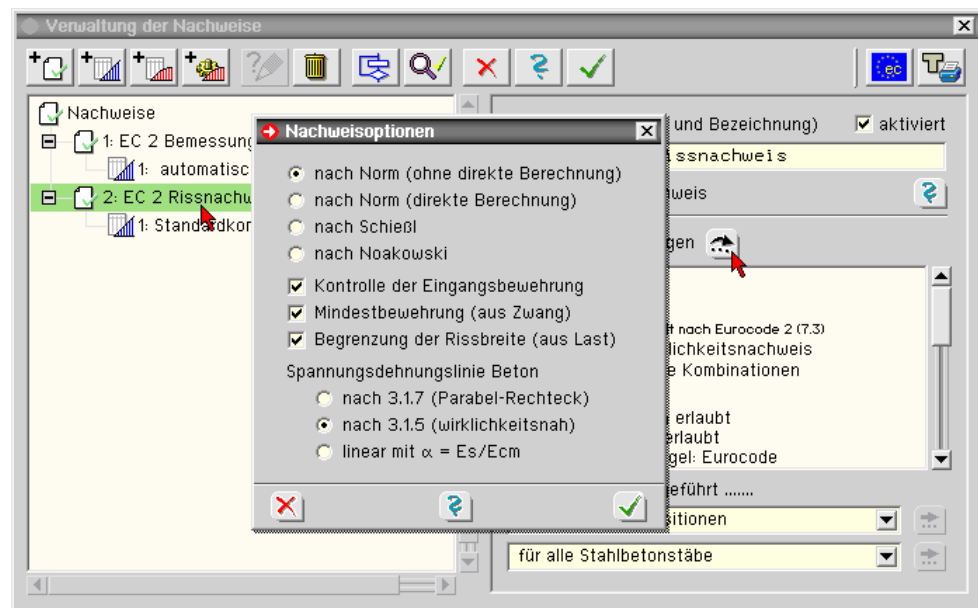 Verwaltung der Nachweise
ec
Nachweise
1: EC 2 Bemessung
1: automatisc
2: EC 2 Rissnachw
1: Standardkor
Nachweisoptionen
nach Norm (ohne direkte Berechnung)
nach Norm (direkte Berechnung)
nach Schießl
nach Noakowski
Kontrolle der Eingangsbewehrung
Mindestbewehrung (aus Zwang)
Begrenzung der Rissbreite (aus Last)
Spannungsdehnungslinie Beton
nach 3.1.7 (Parabel-Rechteck)
nach 3.1.5 (wirklichkeitsnah)
linear mit α = Es/Ecm
und Bezeichnung)
aktiviert
issnachweis
weis
gen
ft nach Eurocode 2 (7.3)
lichkeitsnachweis
e Kombinationen
erlaubt
erlaubt
gel: Eurocode
eführt .......
sitionen
für alle Stahlbetonstäbe